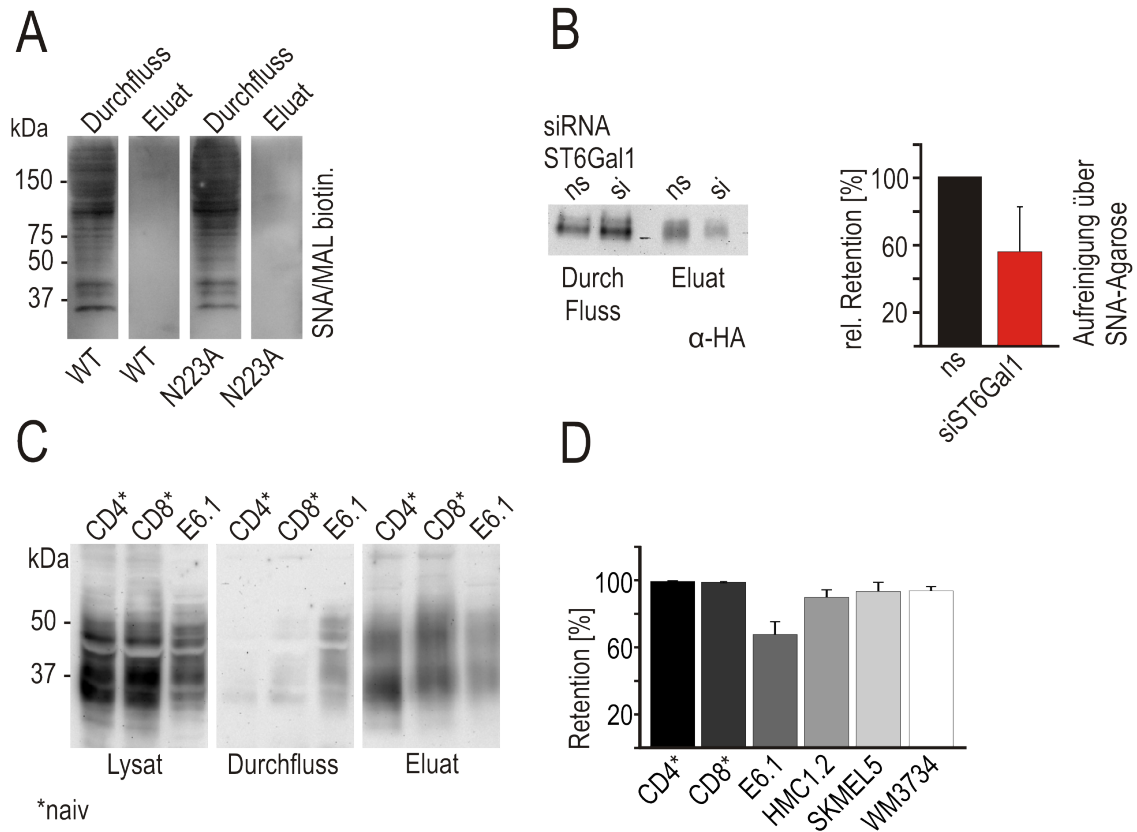 A
Durchfluss
Eluat
Durchfluss
Eluat
kDa
150
75
50
37
SNA/MAL biotin.
WT
WT
N223A
N223A
B
siRNA
ST6Gal1
ns
si
ns
si
Durch
Fluss
Eluat
α-HA
rel. Retention [%]
100
60
20
ns
siST6Gal1
Aufreinigung über
SNA-Agarose
C
CD4*
CD8*
E6.1
CD4*
CD8*
E6.1
CD4*
CD8*
E6.1
kDa
50
37
Lysat
Durchfluss
Eluat
*naiv
D
Retention [%]
100
60
20
CD4*
CD8*
E6.1
HMC1.2
SKMEL5
WM3734